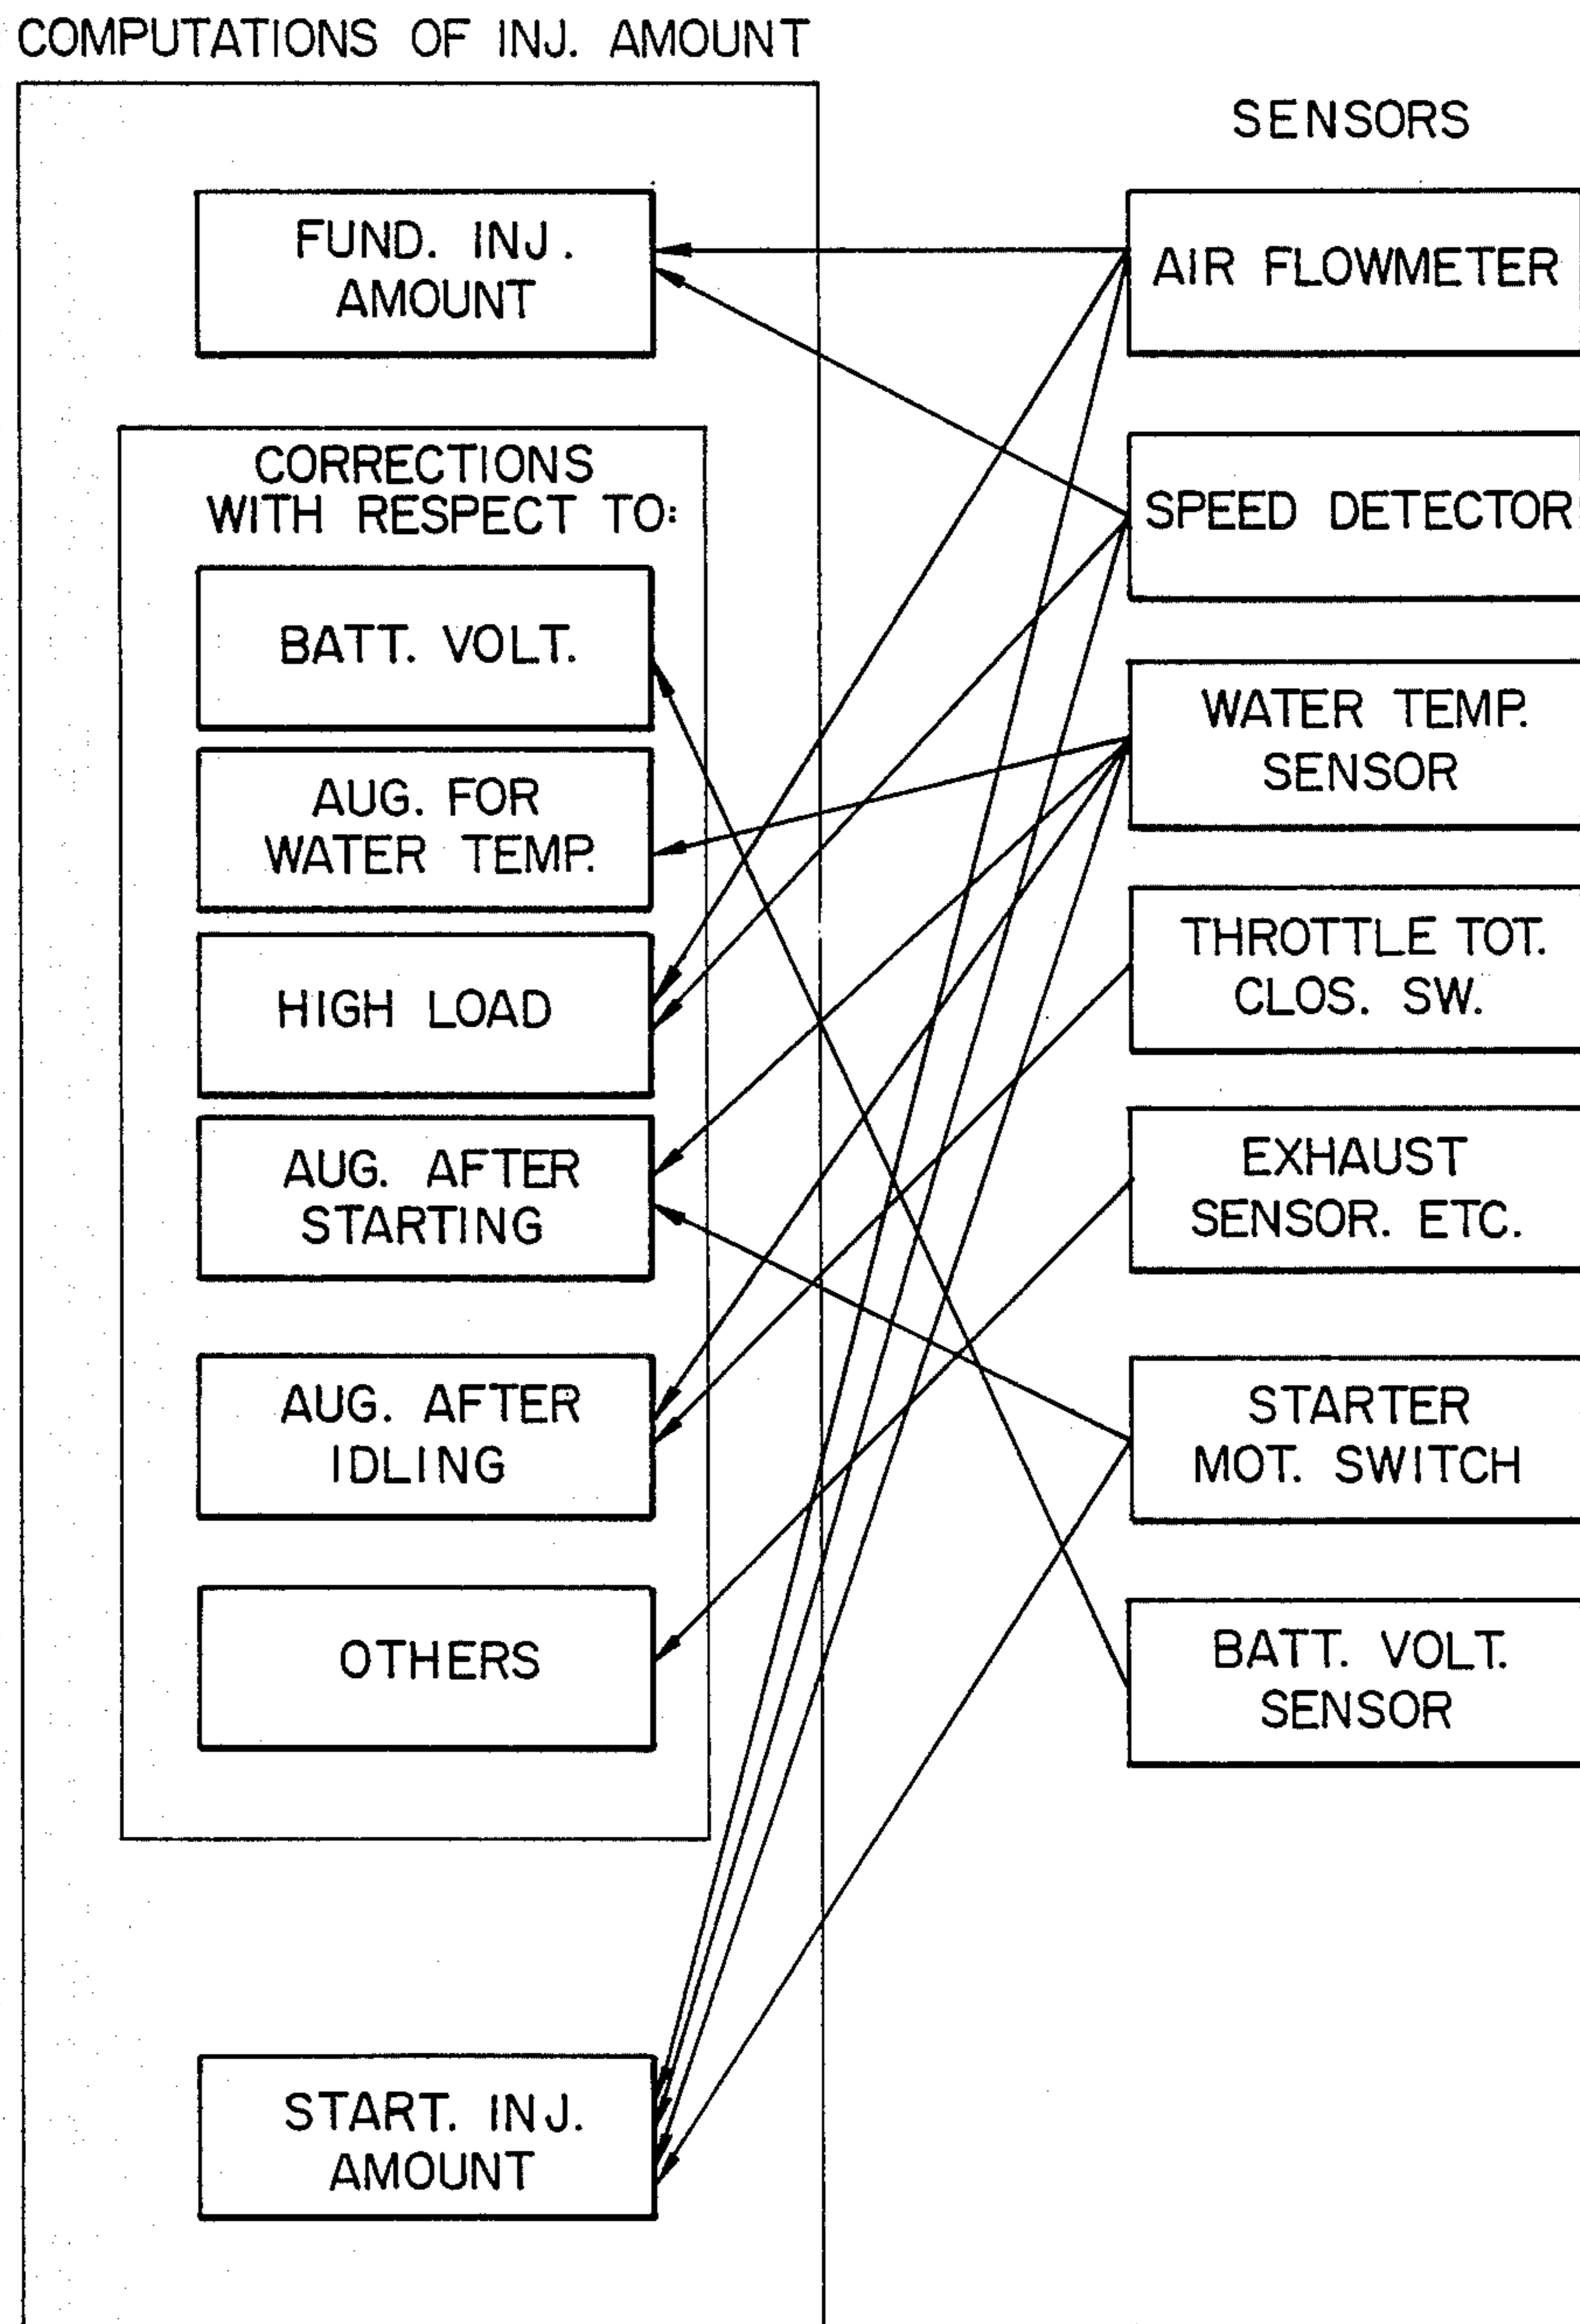 COMPUTATIONS OF INJ. AMOUNT
FUND. INJ.
AMOUNT
CORRECTIONS
WITH RESPECT TO:
BATT. VOLT.
AUG. FOR
WATER TEMP.
HIGH LOAD
AUG. AFTER
STARTING
AUG. AFTER
IDLING
OTHERS
START. INJ.
AMOUNT
SENSORS
AIR FLOWMETER
SPEED DETECTOR
WATER TEMP.
SENSOR
THROTTLE TOT.
CLOS. SW.
EXHAUST
SENSOR. ETC.
STARTER
MOT. SWITCH
BATT. VOLT.
SENSOR